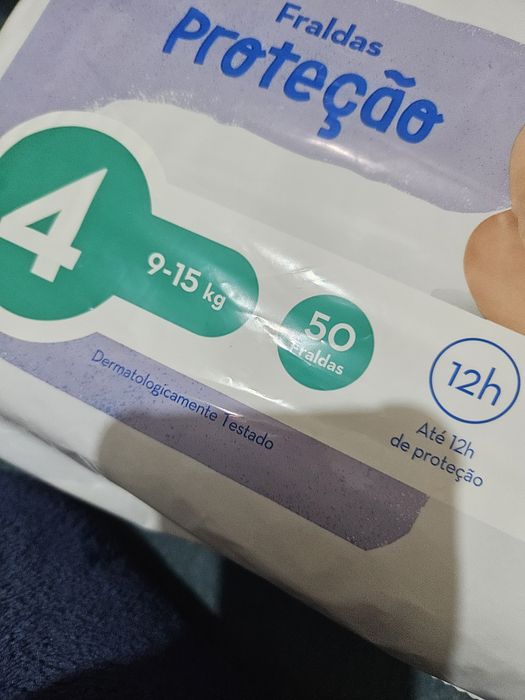 Fraldas
Proteção
4
9-15 kg
50
Fraldas
12h
Dermatologicamente Testado
Até 12h
de proteção